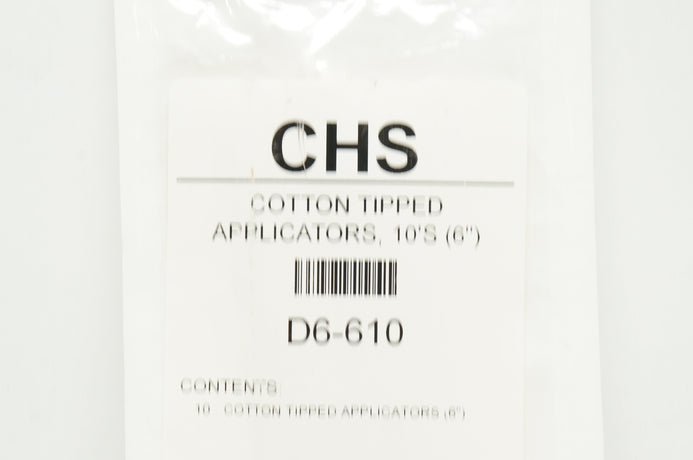 CHS
COTTON TIPPED
APPLICATORS, 10'S (6")
D6-610
CONTENTS:
10 COTTON TIPPED APPLICATORS (6")